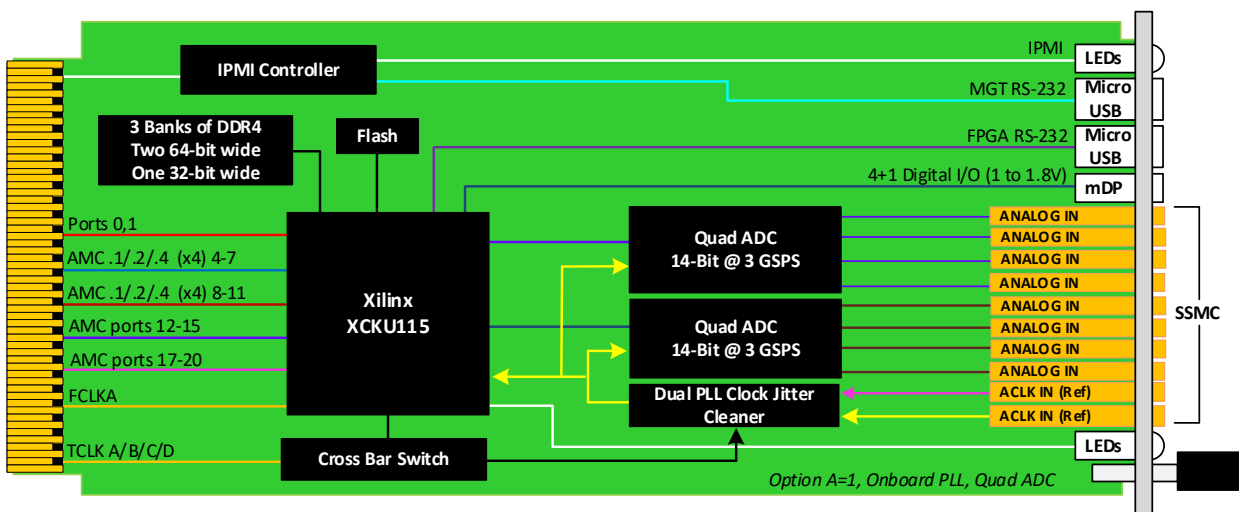 IPMI
IPMI Controller
LEDs
MGT RS-232
Micro
USB
3 Banks of DDR4
Two 64-bit wide
One 32-bit wide
Flash
FPGA RS-232
Micro
USB
4+1 Digital I/O (1 to 1.8V)
mDP
Ports 0,1
AMC .1/.2/.4 (x4) 4-7
AMC .1/.2/.4 (x4) 8-11
AMC ports 12-15
AMC ports 17-20
FCLKA
TCLK A/B/C/D
Xilinx
XCKU115
Quad ADC
14-Bit @ 3 GSPS
Quad ADC
14-Bit @ 3 GSPS
Dual PLL Clock Jitter
Cleaner
Cross Bar Switch
ANALOG IN
ANALOG IN
ANALOG IN
ANALOG IN
ANALOG IN
ANALOG IN
ANALOG IN
ANALOG IN
ACLK IN (Ref)
ACLK IN (Ref)
SSMC
LEDs
Option A=1, Onboard PLL, Quad ADC